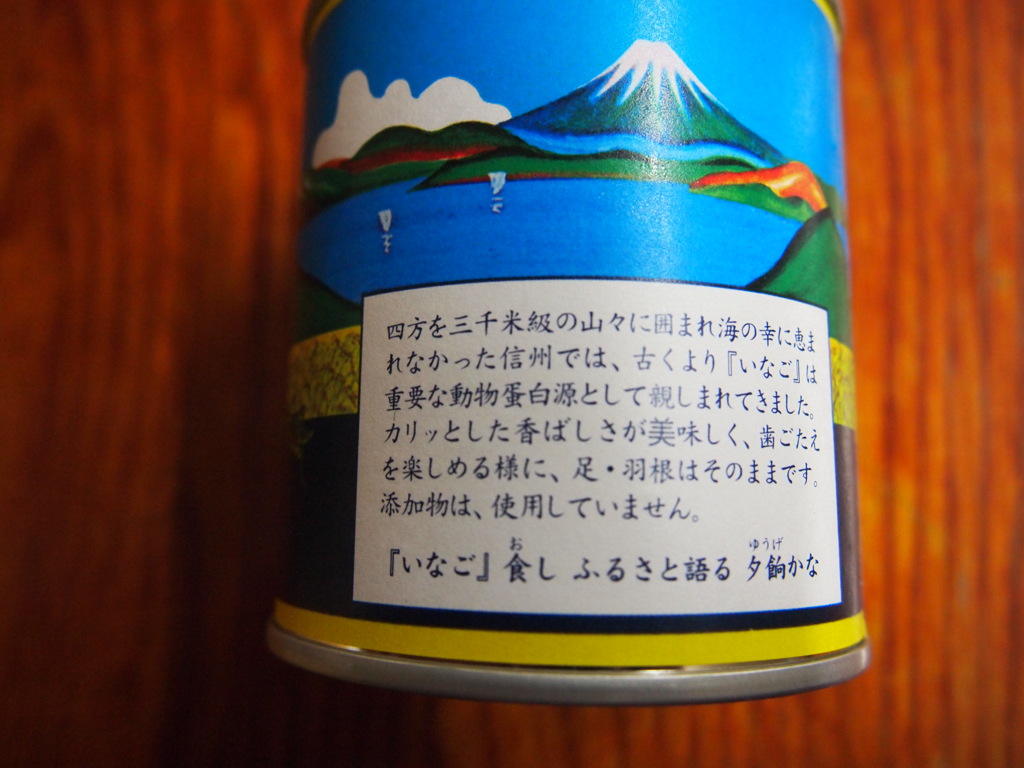 四方を三千米級の山々に囲まれ海の幸に恵ま
れなかった信州では、古くより『いなご』は
重要な動物蛋白源として親しまれてきました。
カリッとした香ばしさが美味しく、歯ごたえ
を楽しめる様に、足・羽根はそのままです。
添加物は、使用していません。
お ゆうげ
『いなご』食し ふるさと語る 夕餉かな